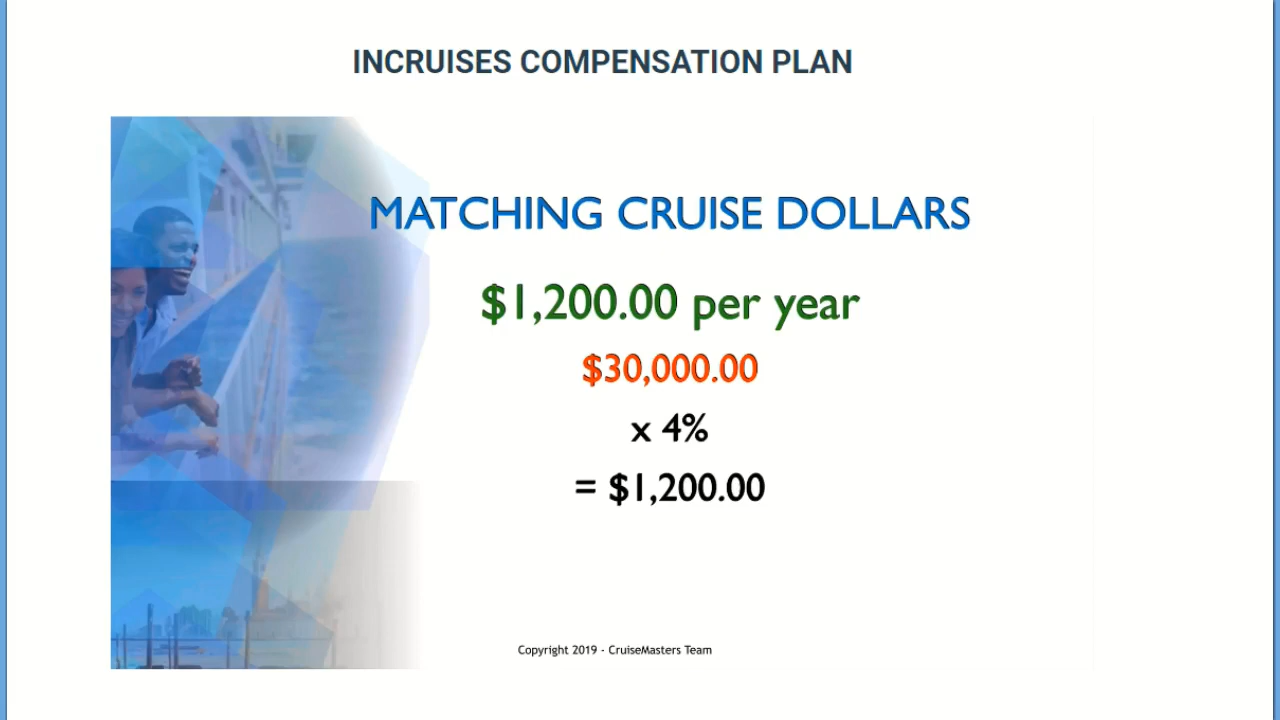 INCRUISES COMPENSATION PLAN
MATCHING CRUISE DOLLARS
$1,200.00 per year
$30,000.00
x 4%
= $1,200.00
Copyright 2019 - CruiseMasters Team